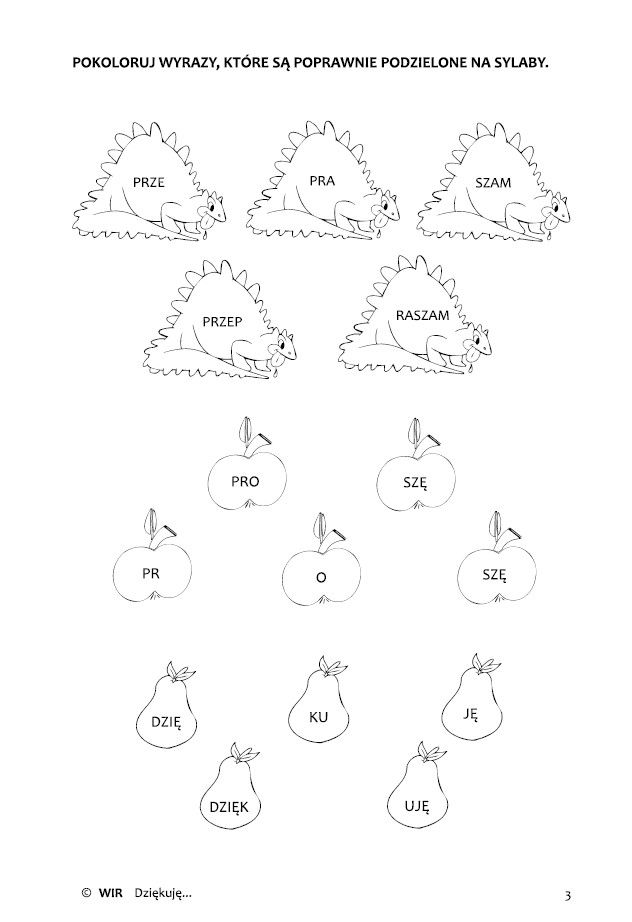 POKOLORUJ WYRAZY, KTÓRE SĄ POPRAWNIE PODZIELONE NA SYLABY.
PRZE PRA SZAM
PRZEP RASZAM
PRO SZĘ
PR O SZĘ
DZIĘ KU JĘ
DZIĘK UJĘ
© WIR Dziękuję... 3